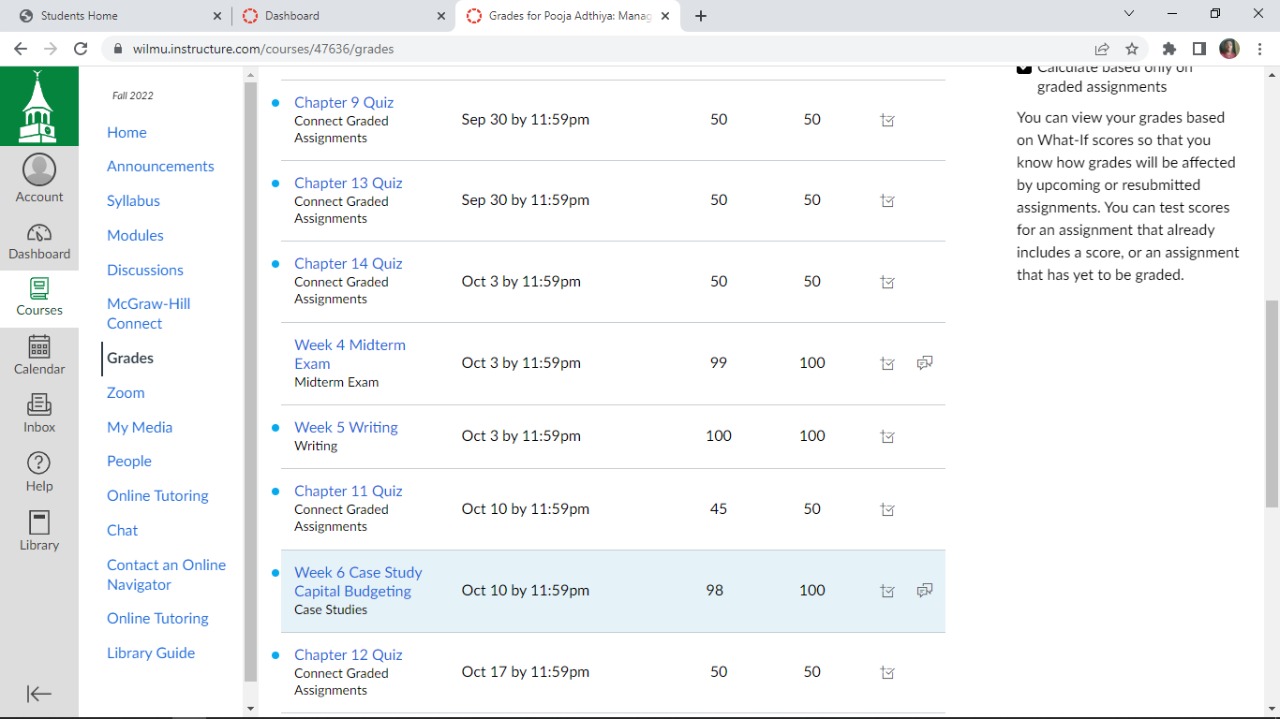 Students Home
Dashboard
Grades for Pooja Adthiya: Manag
wilmu.instructure.com/courses/47636/grades
Account
Dashboard
Courses
Calendar
Inbox
Help
Library
Fall 2022
Home
Announcements
Syllabus
Modules
Discussions
McGraw-Hill
Connect
Grades
Zoom
My Media
People
Online Tutoring
Chat
Contact an Online
Navigator
Online Tutoring
Library Guide
Chapter 9 Quiz
Connect Graded
Assignments
Sep 30 by 11:59pm 50 50
Chapter 13 Quiz
Connect Graded
Assignments
Sep 30 by 11:59pm 50 50
Chapter 14 Quiz
Connect Graded
Assignments
Oct 3 by 11:59pm 50 50
Week 4 Midterm
Exam
Midterm Exam
Oct 3 by 11:59pm 99 100
Week 5 Writing
Writing
Oct 3 by 11:59pm 100 100
Chapter 11 Quiz
Connect Graded
Assignments
Oct 10 by 11:59pm 45 50
Week 6 Case Study
Capital Budgeting
Case Studies
Oct 10 by 11:59pm 98 100
Chapter 12 Quiz
Connect Graded
Assignments
Oct 17 by 11:59pm 50 50
Calculate based only on
graded assignments
You can view your grades based
on What-If scores so that you
know how grades will be affected
by upcoming or resubmitted
assignments. You can test scores
for an assignment that already
includes a score, or an assignment
that has yet to be graded.